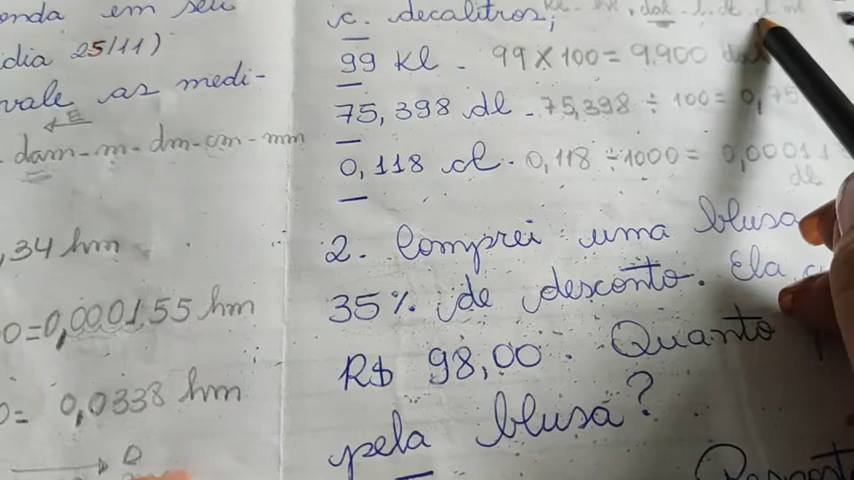 onda em seu
dia 25/11)
vale as medi-
E
dam-m-dm-cm-mm
,34 hm
0=0,000155 hm
0= 0,0338 hm
D
c. decalitros;
99 Kl - 99 x 100 = 9.900
75,398 dl - 75,398 ÷ 100 = 0,75
0,118 cl - 0,118 ÷ 1000 = 0,00011
dl
2. Comprei uma blusa
35% de desconto. Ela
R$ 98,00. Quanto
pela blusa?
Resposta